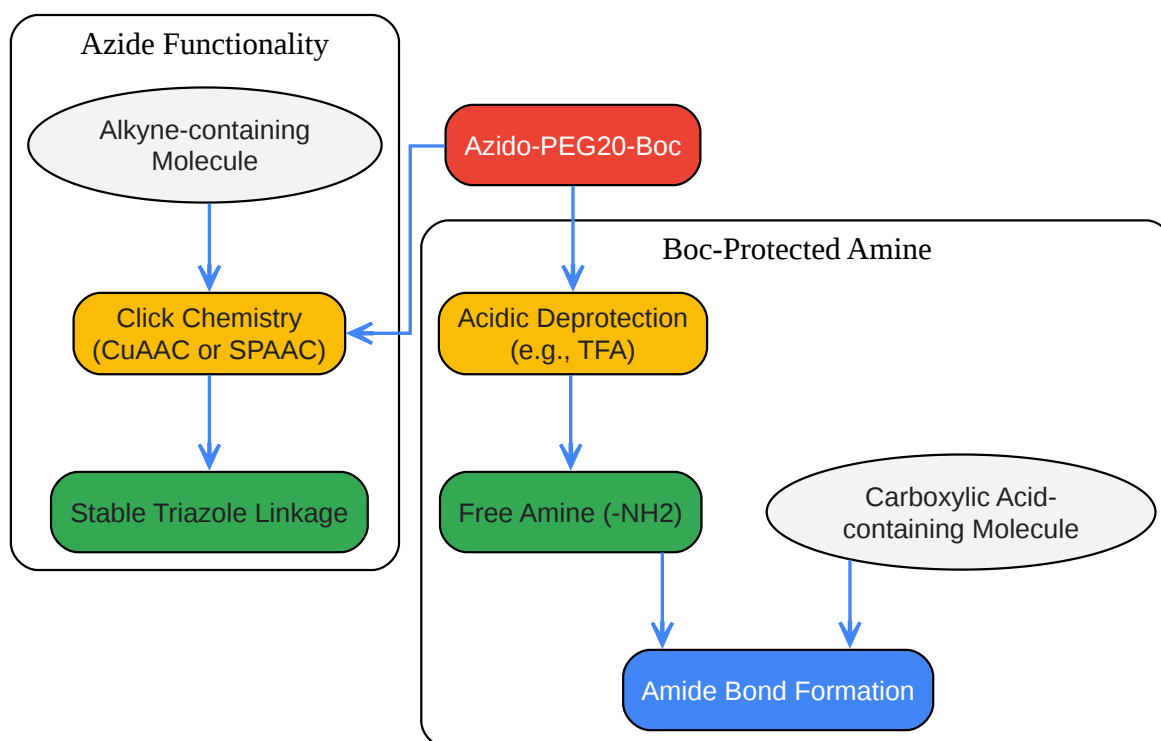 Azide Functionality
Alkyne-containing
Molecule
Azido-PEG20-Boc
Boc-Protected Amine
Click Chemistry
(CuAAC or SPAAC)
Acidic Deprotection
(e.g., TFA)
Stable Triazole Linkage
Free Amine (-NH2)
Carboxylic Acid-
containing Molecule
Amide Bond Formation